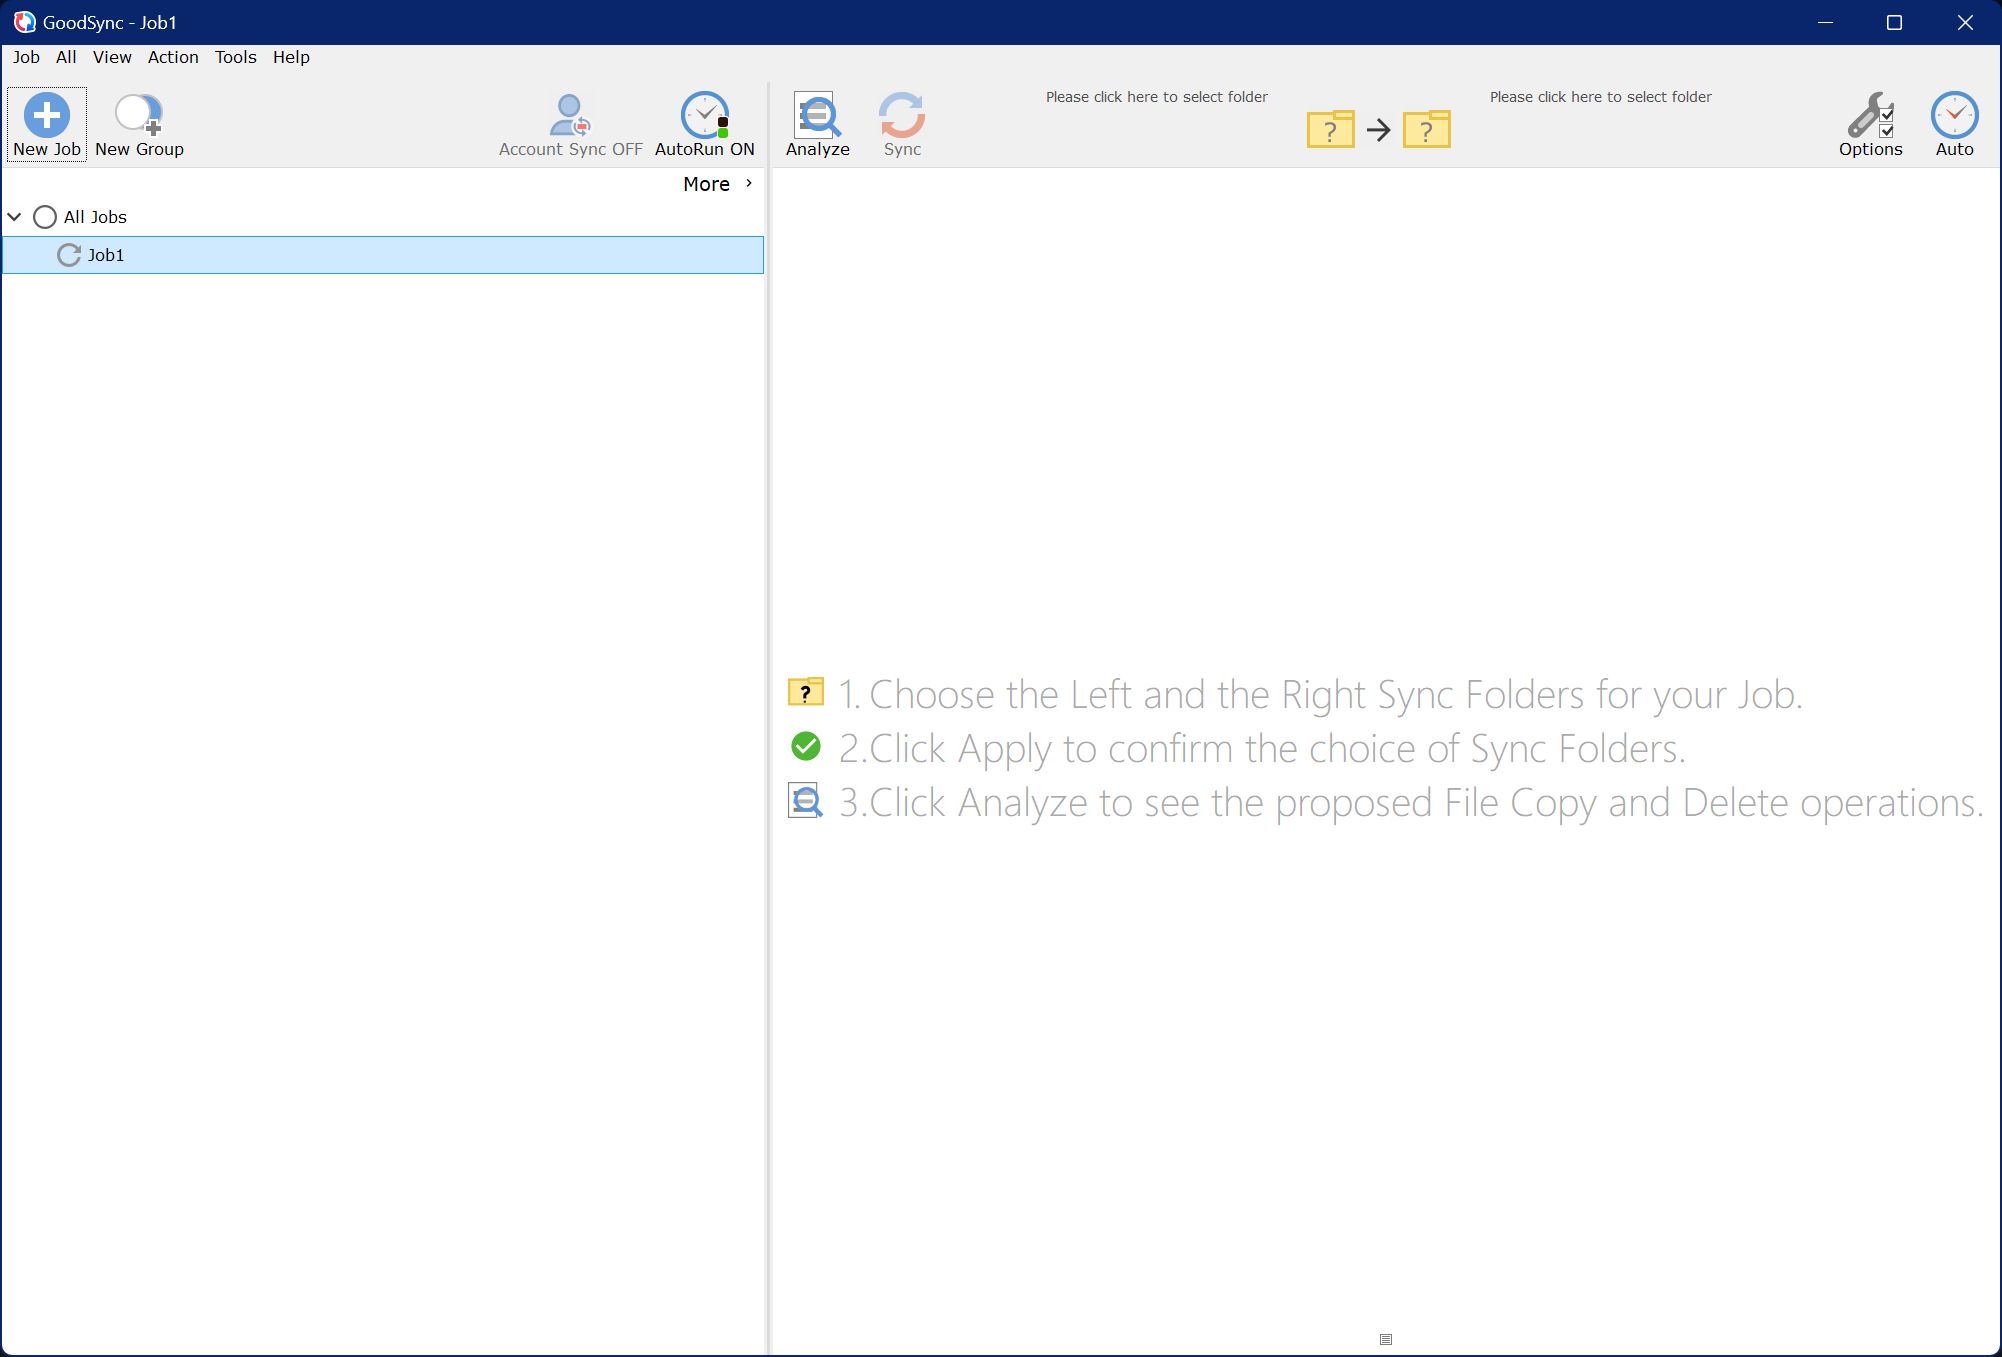 GoodSync - Job1
Job All View Action Tools Help
New Job New Group Account Sync OFF AutoRun ON
Analyze Sync
Please click here to select folder
? ?
Please click here to select folder
Options Auto
More
All Jobs
Job1
? 1. Choose the Left and the Right Sync Folders for your Job.
2.Click Apply to confirm the choice of Sync Folders.
3.Click Analyze to see the proposed File Copy and Delete operations.